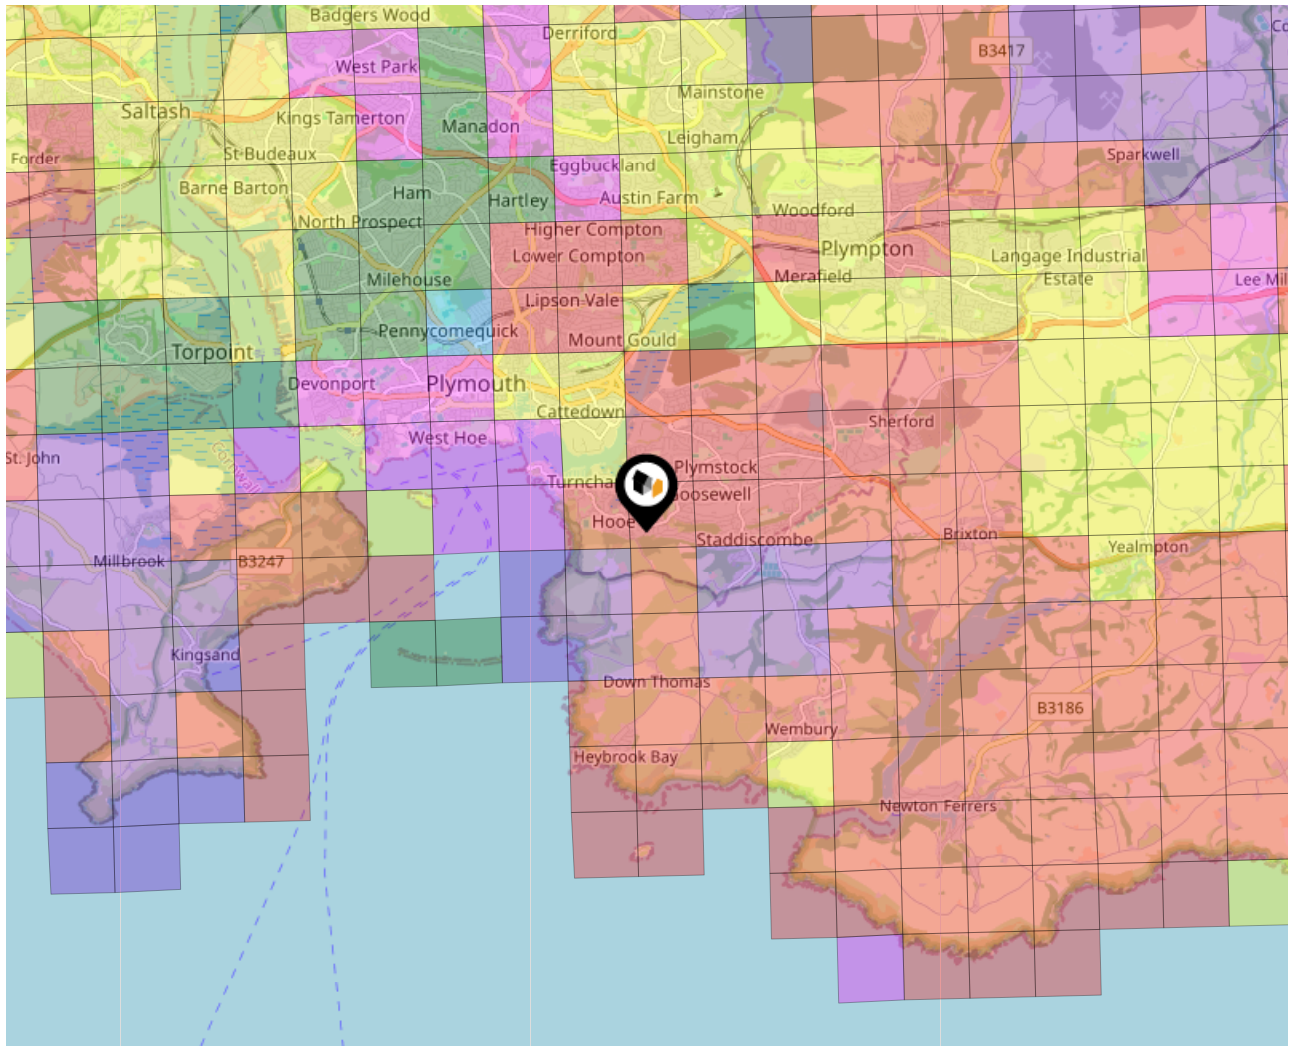 Badgers Wood
Derriford
B3417
West Park
Mainstone
Saltash
Kings Tamerton
Manadon
Leigham
Forder
St Budeaux
Eggbuckland
Sparkwell
Barne Barton
Ham
Hartley
Austin Farm
North Prospect
Woodford
Higher Compton
Lower Compton
Plympton
Langage Industrial
Estate
Milehouse
Merafield
Lee Mil
Lipson Vale
Pennycomequick
Mount Gould
Torpoint
Devonport
Plymouth
Cattedown
Sherford
St. John
West Hoe
Cornwall
Plymstock
Turncha
oosewell
Hooe
Staddiscombe
Brixton
Yealmpton
Millbrook
B3247
Kingsand
Down Thomas
B3186
Wembury
Heybrook Bay
Newton Ferrers